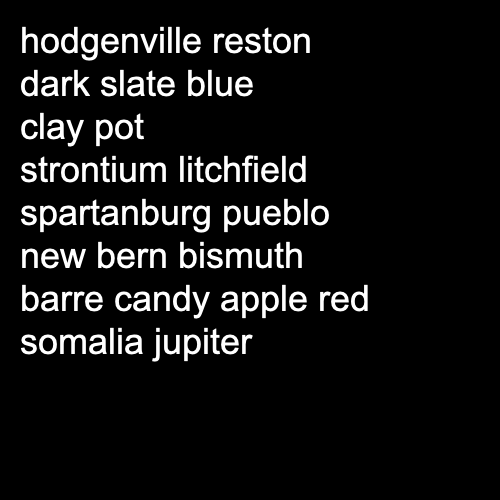 hodgenville reston
dark slate blue
clay pot
strontium litchfield
spartanburg pueblo
new bern bismuth
barre candy apple red
somalia jupiter